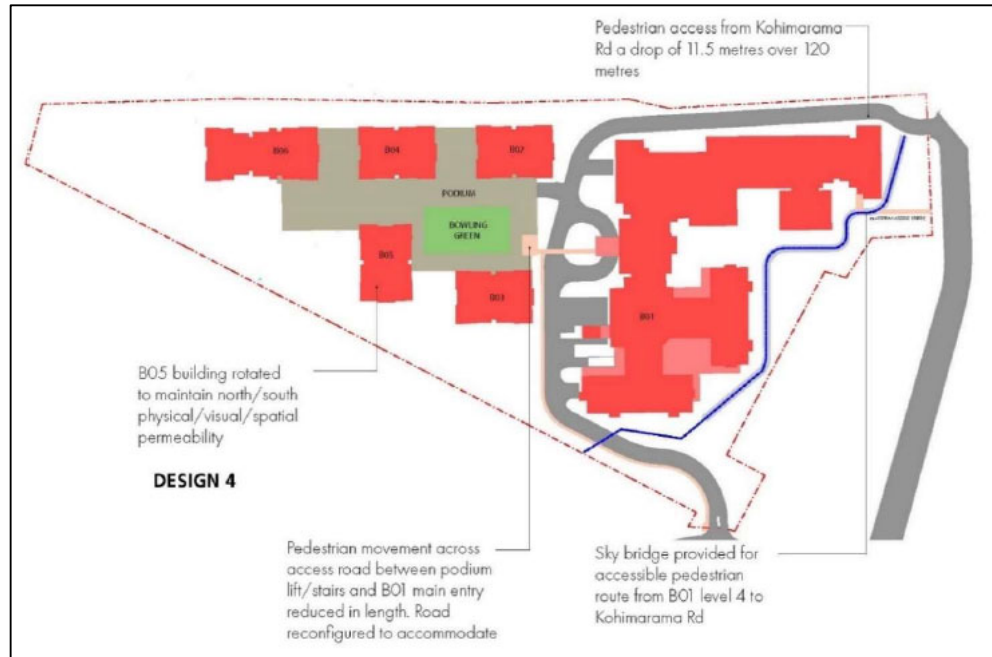 Pedestrian access from Kohimarama
Rd a drop of 11.5 metres over 120
metres
B06
B04
B02
PODIUM
BOWLING
GREEN
B05
B03
B01
B05 building rotated
to maintain north/south
physical/visual/spatial
permeability
DESIGN 4
Pedestrian movement across
access road between podium
lift/stairs and B01 main entry
reduced in length. Road
reconfigured to accommodate
Sky bridge provided for
accessible pedestrian
route from B01 level 4 to
Kohimarama Rd